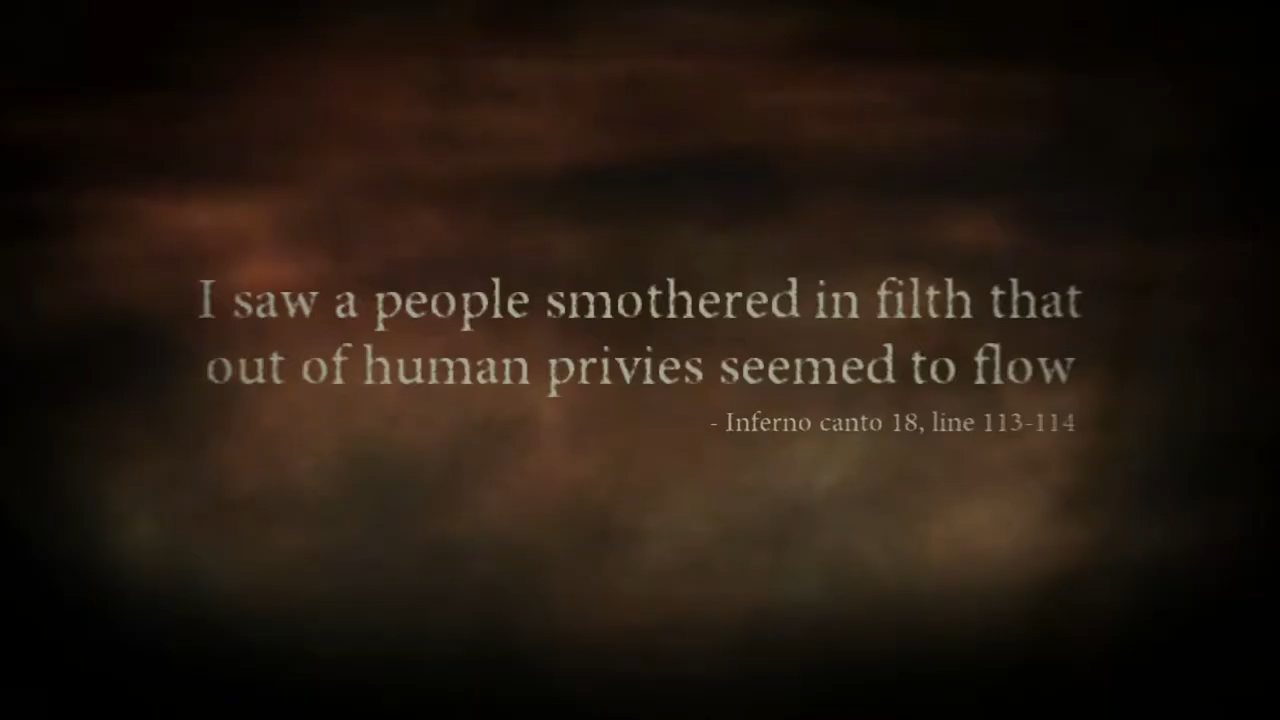 I saw a people smothered in filth that
out of human privies seemed to flow
- Inferno canto 18, line 113-114